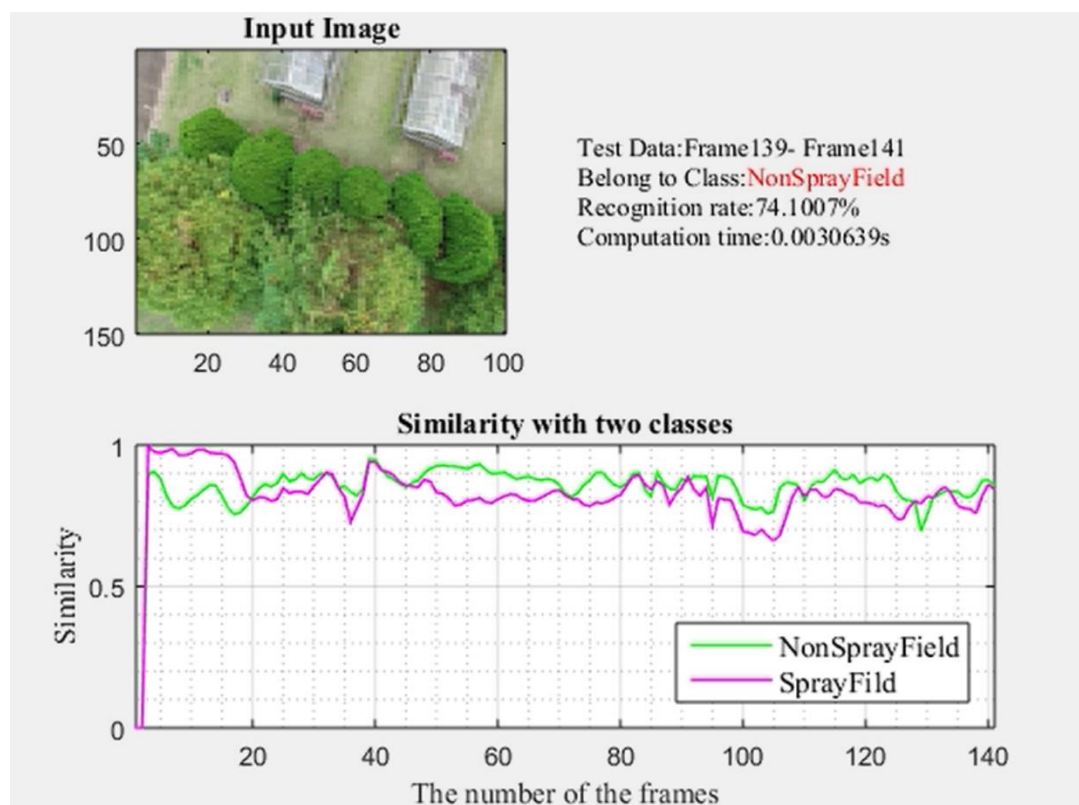 Input Image
50
100
150
20 40 60 80 100
Test Data:Frame139- Frame141
Belong to Class:NonSprayField
Recognition rate:74.1007%
Computation time:0.0030639s
Similarity with two classes
Similarity
1
0.5
0
NonSprayField
SprayFild
20 40 60 80 100 120 140
The number of the frames